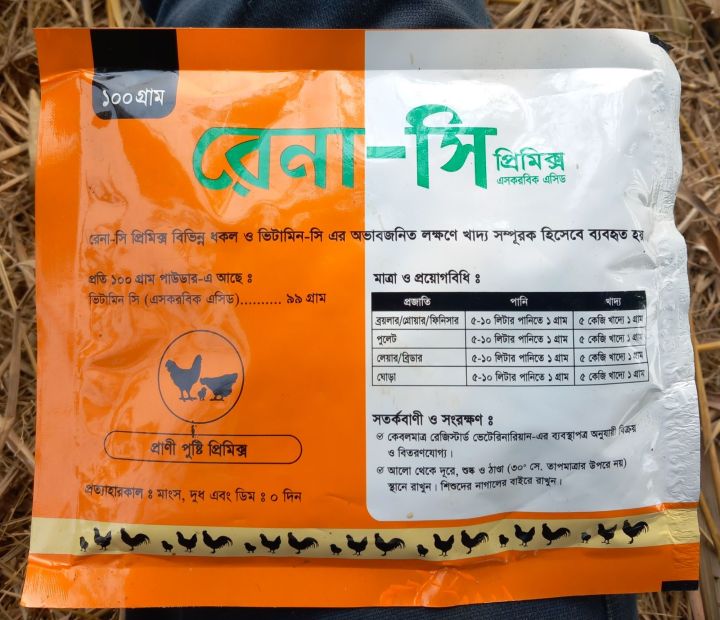 ১০০ গ্রাম
রেনা-সি প্রিমিক্স
এসকরবিক এসিড
রেনা-সি প্রিমিক্স বিভিন্ন ধকল ও ভিটামিন-সি এর অভাবজনিত লক্ষণে খাদ্য সম্পূরক হিসেবে ব্যবহৃত হয়
প্রতি ১০০ গ্রাম পাউডার-এ আছে ঃ
ভিটামিন সি (এসকরবিক এসিড).......... ৯৯ গ্রাম
প্রাণী পুষ্টি প্রিমিক্স
প্রত্যাহারকাল ঃ মাংস, দুধ এবং ডিম ঃ ০ দিন
মাত্রা ও প্রয়োগবিধি ঃ
প্রজাতি পানি খাদ্য
ব্রয়লার/গ্রোয়ার/ফিনিসার ৫-১০ লিটার পানিতে ১ গ্রাম ৫ কেজি খাদ্যে ১ গ্রাম
পুলেট ৫-১০ লিটার পানিতে ১ গ্রাম ৫ কেজি খাদ্যে ১ গ্রাম
লেয়ার/ব্রিডার ৫-১০ লিটার পানিতে ১ গ্রাম ৫ কেজি খাদ্যে ১ গ্রাম
ঘোড়া ৫-১০ লিটার পানিতে ১ গ্রাম ৫ কেজি খাদ্যে ১ গ্রাম
সতর্কবাণী ও সংরক্ষণ ঃ
কেবলমাত্র রেজিস্টার্ড ভেটেরিনারিয়ান-এর ব্যবস্থাপত্র অনুযায়ী বিক্রয়
ও বিতরণযোগ্য।
আলো থেকে দূরে, শুষ্ক ও ঠাণ্ডা (৩০° সে. তাপমাত্রার উপরে নয়)
স্থানে রাখুন। শিশুদের নাগালের বাইরে রাখুন।